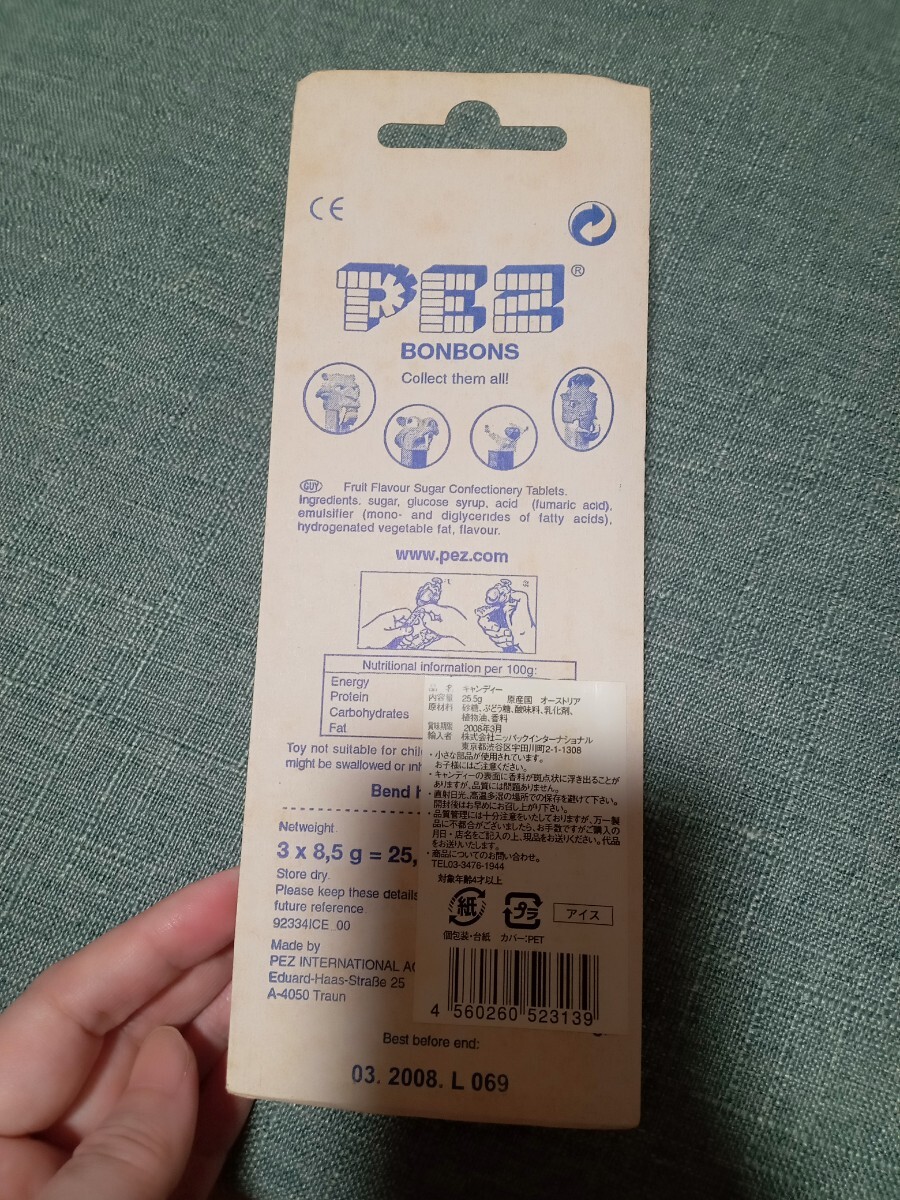 CE
PEZ®
BONBONS
Collect them all!
GUY Fruit Flavour Sugar Confectionery Tablets.
Ingredients. sugar, glucose syrup, acid (fumaric acid),
emulsifier (mono- and diglycerides of fatty acids),
hydrogenated vegetable fat, flavour.
www.pez.com
Nutritional information per 100g:
Energy
Protein
Carbohydrates
Fat
Toy not suitable for
might be swallowed or
Bend
Netweight.
3 x 8,5 g = 25,
Store dry.
Please keep these details
future reference.
92334ICE 00
Made by
PEZ INTERNATIONAL
Eduard-Haas-Straße 25
A-4050 Traun
品名 キャンディー
内容量 25.5g 原産国 オーストリア
原材料 砂糖、ぶどう糖、酸味料、乳化剤、
植物油、香料
賞味期限 2008年3月
輸入者 株式会社ニッパックインターナショナル
東京都渋谷区宇田川町2-1-1308
・小さな部品が使用されています。
お子様にはご注意ください。
・キャンディーの表面に香料が斑点状に浮き出ることが
ありますが、品質には問題ありません。
・直射日光、高温多湿の場所での保存を避けて下さい。
開封後はお早めにお召し上がり下さい。
・品質管理には十分注意をいたしておりますが、万一製
品に不都合がございましたら、お手数ですがご購入の
月日・店名をご記入の上、現品をお送りください。代品
をお送りいたします。
・商品についてのお問い合わせ。
TEL03-3476-1944
対象年齢4才以上
紙 プラ アイス
個包装・台紙 カバー:PET
4 560260 523139
Best before end:
03. 2008. L 069